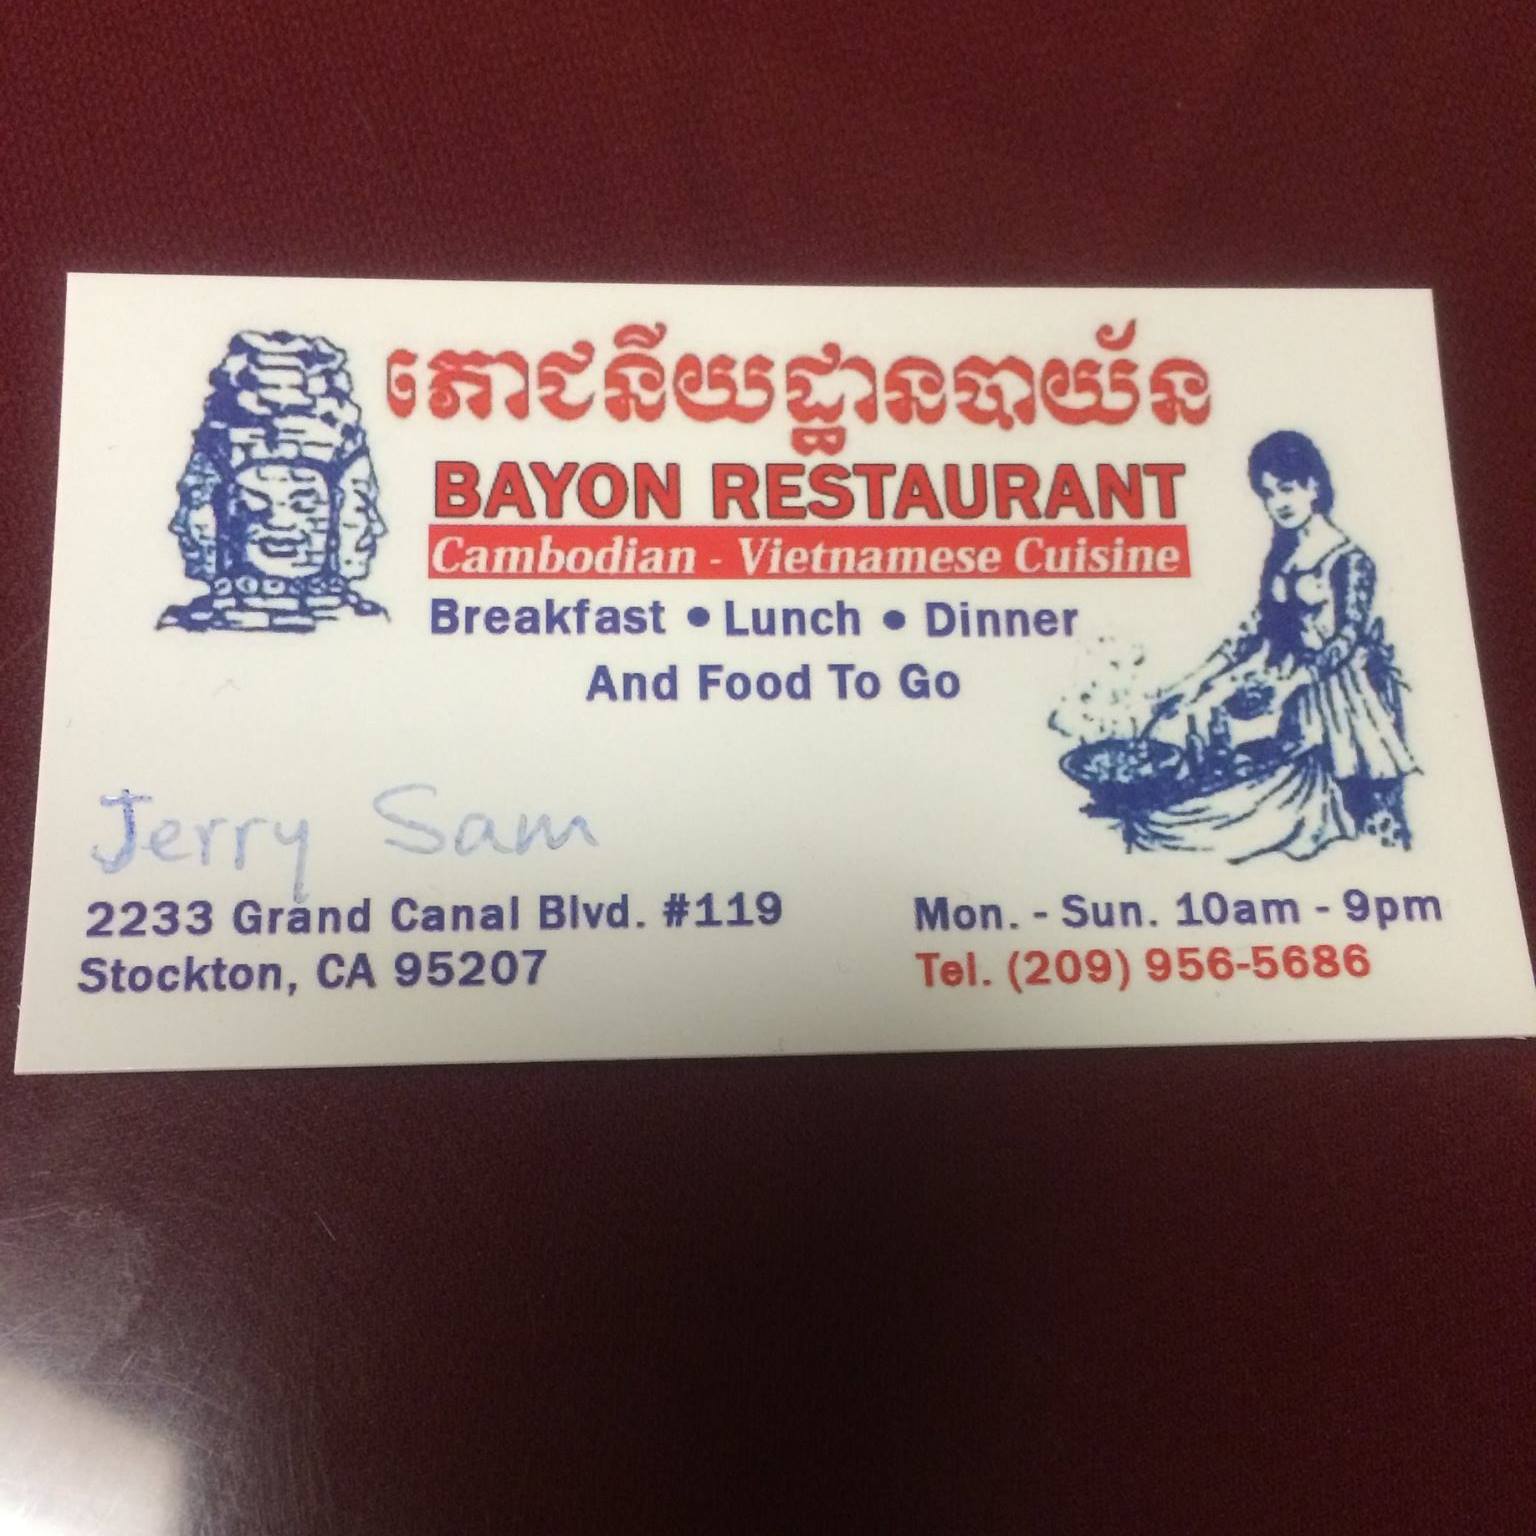 ភោជនីយដ្ឋានបាយ័ន
BAYON RESTAURANT
Cambodian - Vietnamese Cuisine
Breakfast • Lunch • Dinner
And Food To Go
Jerry Sam
2233 Grand Canal Blvd. #119
Stockton, CA 95207
Mon. - Sun. 10am - 9pm
Tel. (209) 956-5686